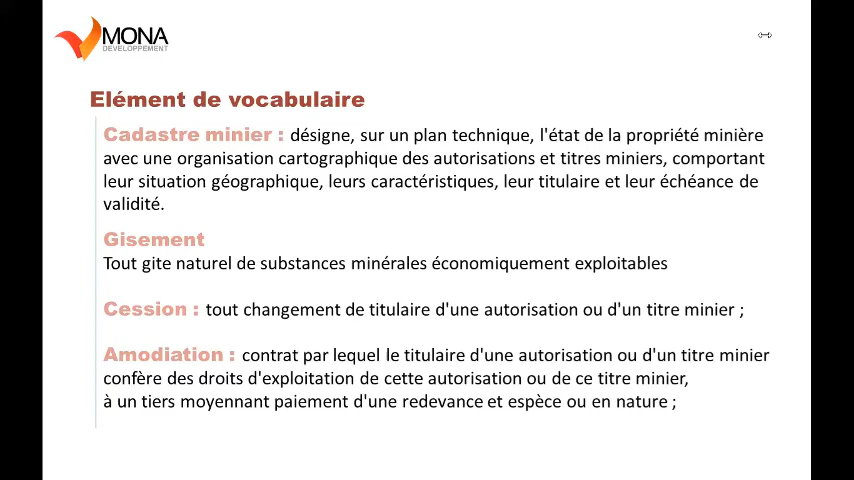 MONA
DEVELOPPEMENT
Elément de vocabulaire
Cadastre minier : désigne, sur un plan technique, l'état de la propriété minière
avec une organisation cartographique des autorisations et titres miniers, comportant
leur situation géographique, leurs caractéristiques, leur titulaire et leur échéance de
validité.
Gisement
Tout gite naturel de substances minérales économiquement exploitables
Cession : tout changement de titulaire d'une autorisation ou d'un titre minier ;
Amodiation : contrat par lequel le titulaire d'une autorisation ou d'un titre minier
confère des droits d'exploitation de cette autorisation ou de ce titre minier,
à un tiers moyennant paiement d'une redevance et espèce ou en nature ;